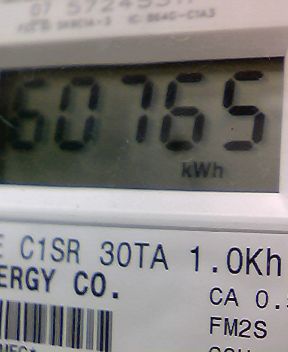 60765
kWh
E C1SR 30TA 1.0Kh
ERGY CO.
CA 0.
FM2S